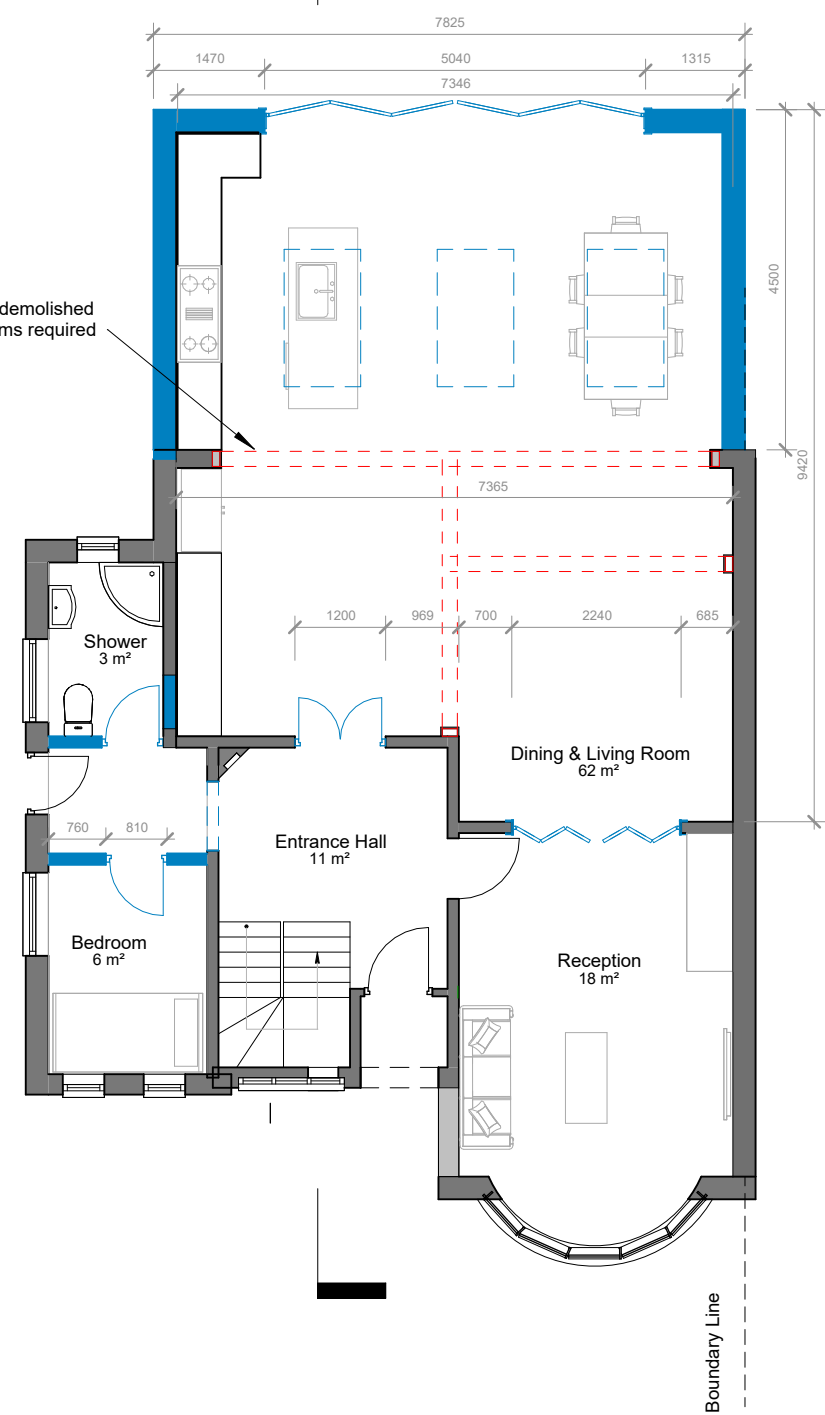 7825
1470 5040 1315
7346
4500
demolished
ms required
9420
7365
1200 969 700 2240 685
Shower
3 m²
Dining & Living Room
62 m²
760 810
Entrance Hall
11 m²
Bedroom
6 m²
Reception
18 m²
Boundary Line